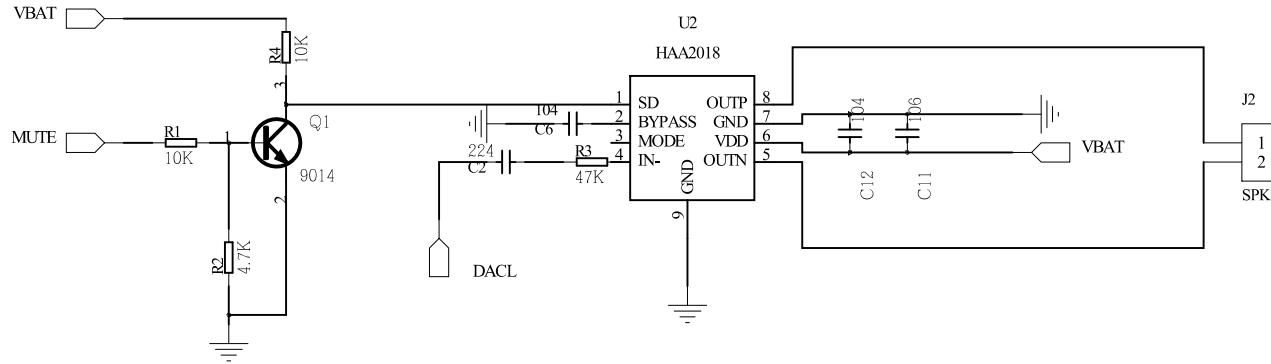 VBAT
R4
10K
3
MUTE
R1
10K
1
Q1
9014
2
R2
4.7K
U2
HAA2018
1
SD
OUTP
8
104
C6
2
BYPASS
GND
7
3
MODE
VDD
6
224
C2
R3
47K
4
IN-
OUTN
5
GND
9
DACL
104
106
C12
C11
VBAT
J2
1
2
SPK